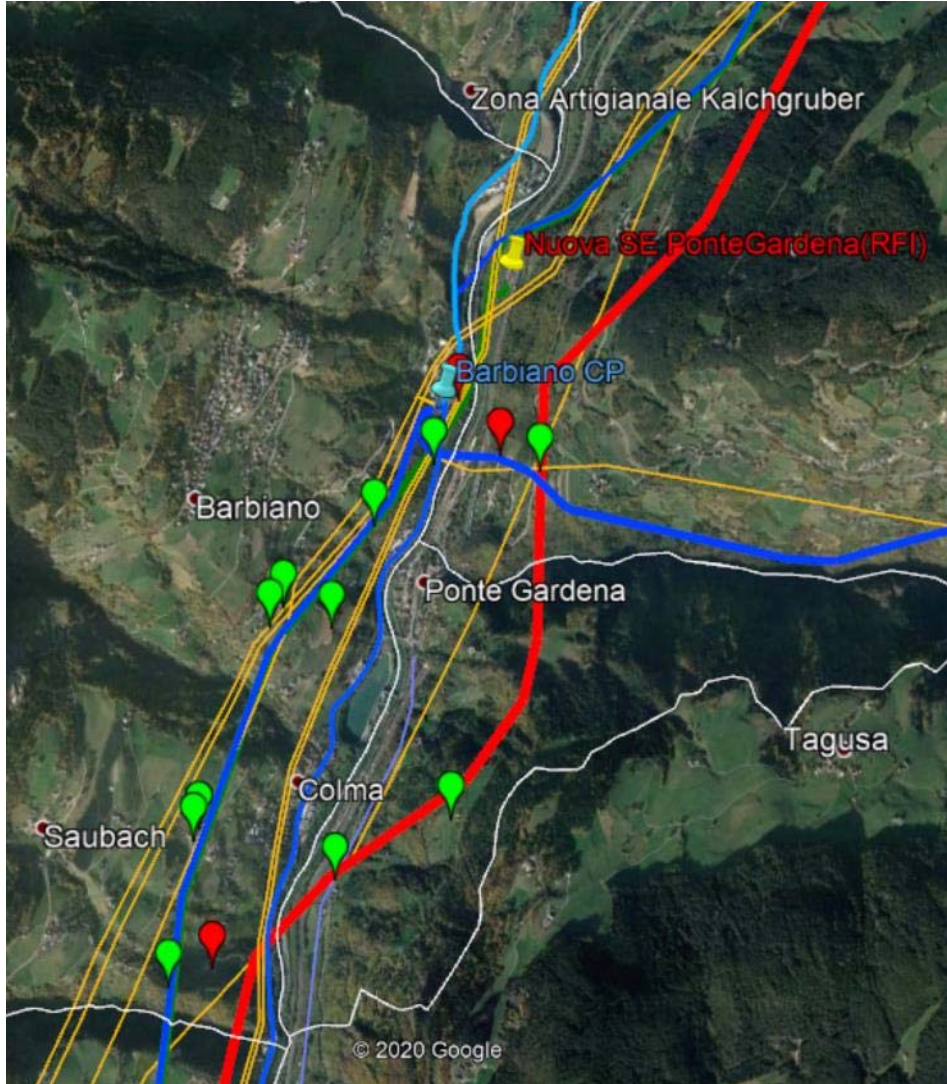 Zona Artigianale Kalchgruber
Nuova SE PonteGardena(RFI)
Barbiano CP
Barbiano
Ponte Gardena
Tagusa
Colma
Saubach
© 2020 Google